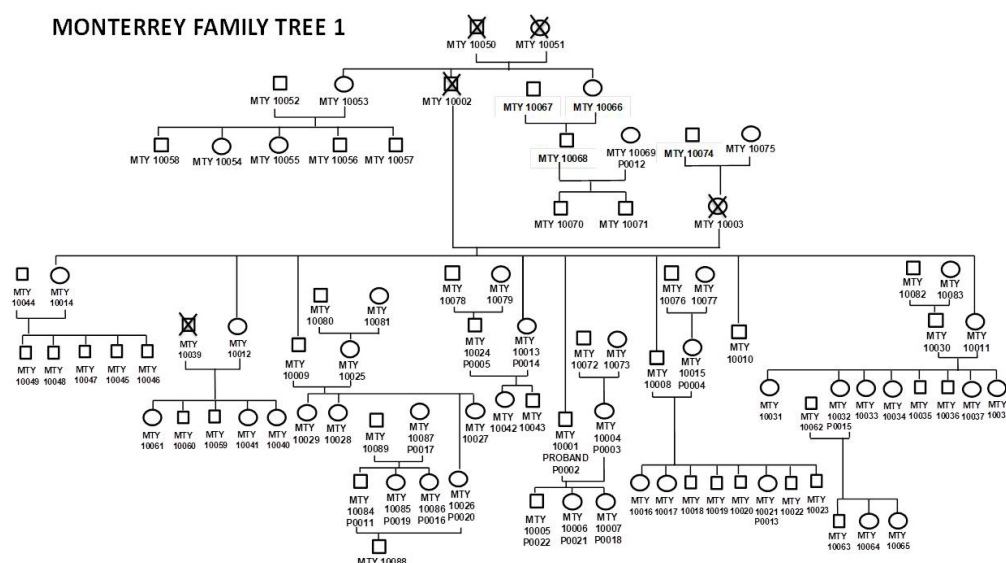 MONTERREY FAMILY TREE 1
MTY 10050
MTY 10051
MTY 10052
MTY 10053
MTY 10002
MTY 10067
MTY 10066
MTY 10058
MTY 10054
MTY 10055
MTY 10056
MTY 10057
MTY 10068
MTY 10069
P0012
MTY 10074
MTY 10075
MTY 10070
MTY 10071
MTY 10003
MTY
10044
MTY
10014
MTY
10049
MTY
10048
MTY
10047
MTY
10045
MTY
10046
MTY
10039
MTY
10012
MTY
10061
MTY
10060
MTY
10059
MTY
10041
MTY
10040
MTY
10080
MTY
10081
MTY
10009
MTY
10025
MTY
10029
MTY
10028
MTY
10027
MTY
10089
MTY
10087
P0017
MTY
10084
P0011
MTY
10085
P0019
MTY
10086
P0016
MTY
10026
P0020
MTY 10088
MTY
10078
MTY
10079
MTY
10024
P0005
MTY
10013
P0014
MTY
10042
MTY
10043
MTY
10072
MTY
10073
MTY
10001
PROBAND
P0002
MTY
10004
P0003
MTY
10005
P0022
MTY
10006
P0021
MTY
10007
P0018
MTY
10076
MTY
10077
MTY
10008
MTY
10015
P0004
MTY
10016
MTY
10017
MTY
10018
MTY
10019
MTY
10020
MTY
10021
P0013
MTY
10022
MTY
10023
MTY
10010
MTY
10082
MTY
10083
MTY
10030
MTY
10011
MTY
10031
MTY
10062
MTY
10032
P0015
MTY
10033
MTY
10034
MTY
10035
MTY
10036
MTY
10037
MTY
MTY
10063
MTY
10064
MTY
10065